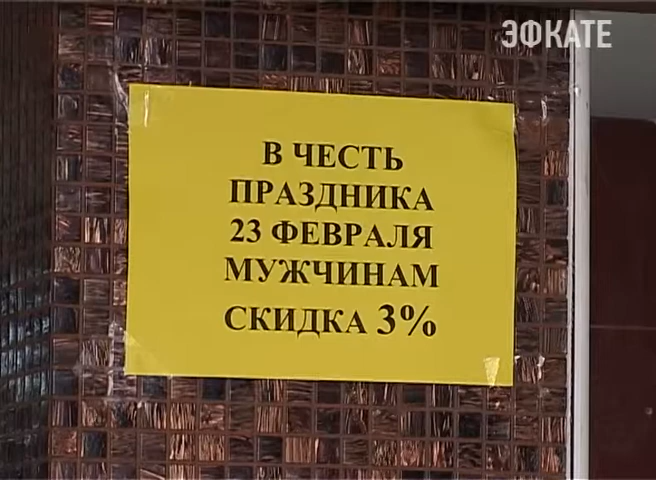 ЭФКАТЕ
В ЧЕСТЬ
ПРАЗДНИКА
23 ФЕВРАЛЯ
МУЖЧИНАМ
СКИДКА 3%